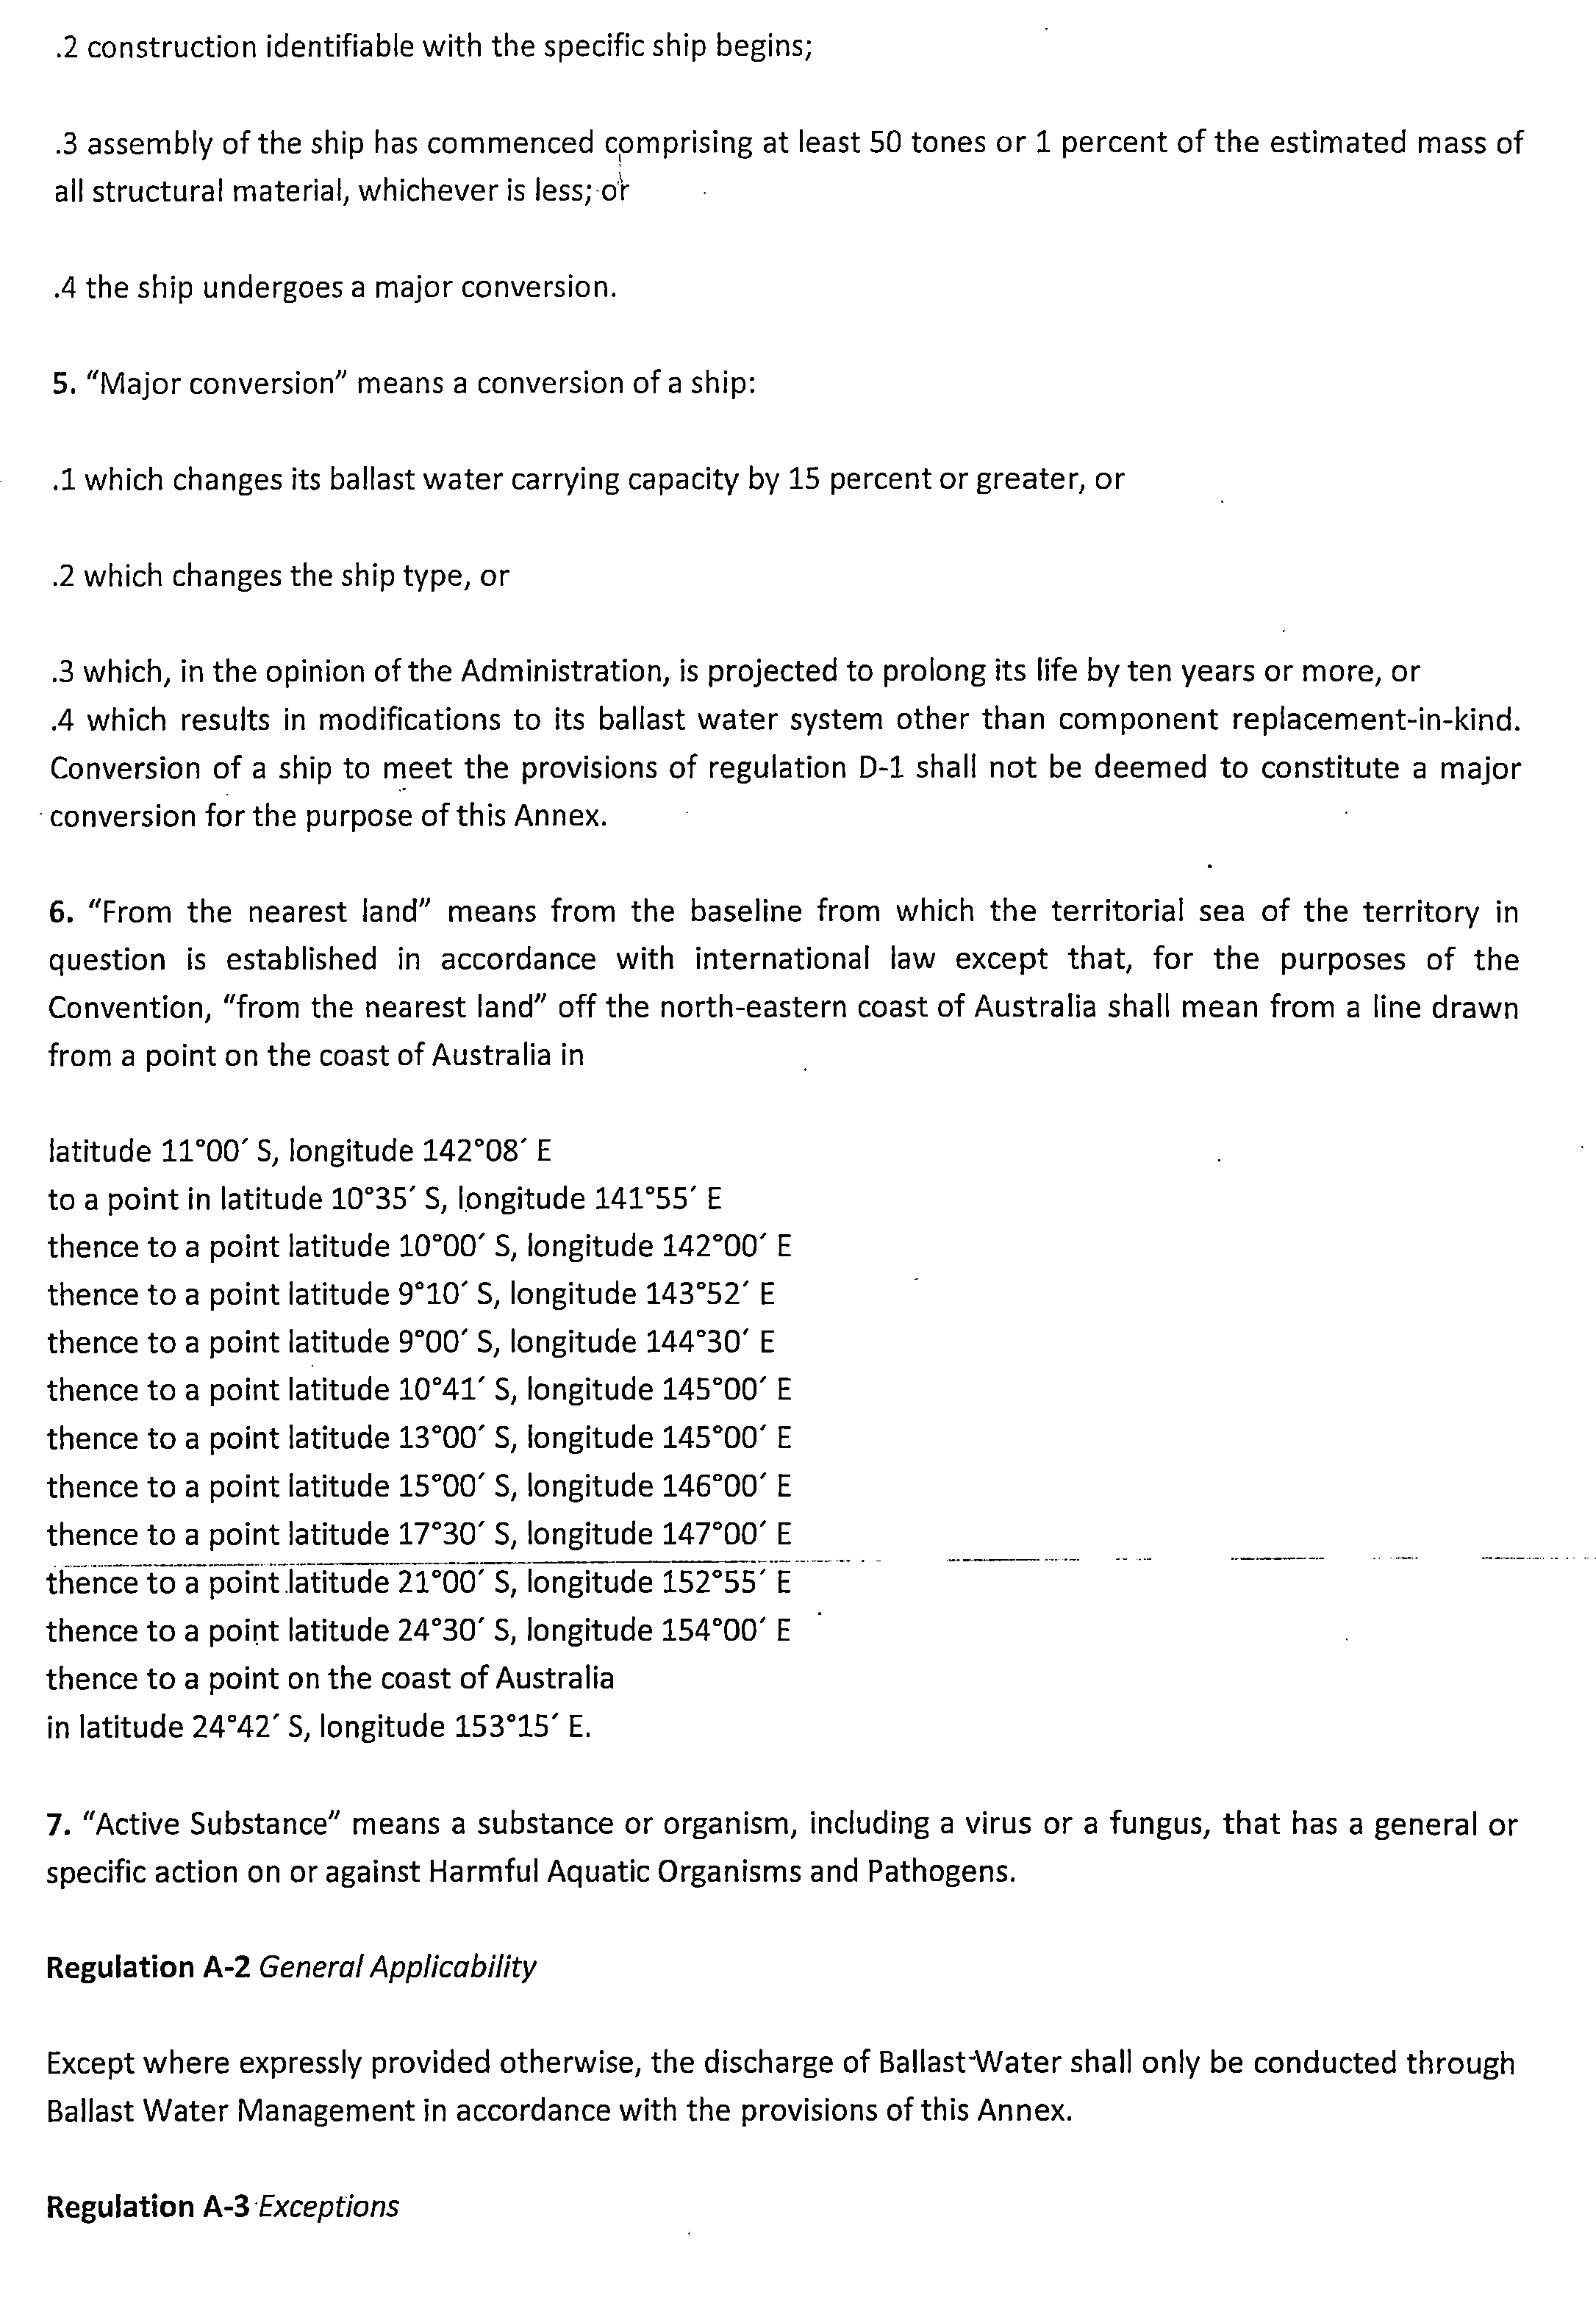 .2 construction identifiable with the specific ship begins;
.3 assembly of the ship has commenced comprising at least 50 tones or 1 percent of the estimated mass of
all structural material, whichever is less; or
.4 the ship undergoes a major conversion.
5. “Major conversion” means a conversion of a ship:
.1 which changes its ballast water carrying capacity by 15 percent or greater, or
.2 which changes the ship type, or
.3 which, in the opinion of the Administration, is projected to prolong its life by ten years or more, or
.4 which results in modifications to its ballast water system other than component replacement-in-kind.
Conversion of a ship to meet the provisions of regulation D-1 shall not be deemed to constitute a major
conversion for the purpose of this Annex.
6. “From the nearest land” means from the baseline from which the territorial sea of the territory in
question is established in accordance with international law except that, for the purposes of the
Convention, “from the nearest land” off the north-eastern coast of Australia shall mean from a line drawn
from a point on the coast of Australia in
latitude 11°00′ S, longitude 142°08′ E
to a point in latitude 10°35′ S, longitude 141°55′ E
thence to a point latitude 10°00′ S, longitude 142°00′ E
thence to a point latitude 9°10′ S, longitude 143°52′ E
thence to a point latitude 9°00′ S, longitude 144°30′ E
thence to a point latitude 10°41′ S, longitude 145°00′ E
thence to a point latitude 13°00′ S, longitude 145°00′ E
thence to a point latitude 15°00′ S, longitude 146°00′ E
thence to a point latitude 17°30′ S, longitude 147°00′ E
thence to a point latitude 21°00′ S, longitude 152°55′ E
thence to a point latitude 24°30′ S, longitude 154°00′ E
thence to a point on the coast of Australia
in latitude 24°42′ S, longitude 153°15′ E.
7. “Active Substance” means a substance or organism, including a virus or a fungus, that has a general or
specific action on or against Harmful Aquatic Organisms and Pathogens.
Regulation A-2 General Applicability
Except where expressly provided otherwise, the discharge of Ballast Water shall only be conducted through
Ballast Water Management in accordance with the provisions of this Annex.
Regulation A-3 Exceptions